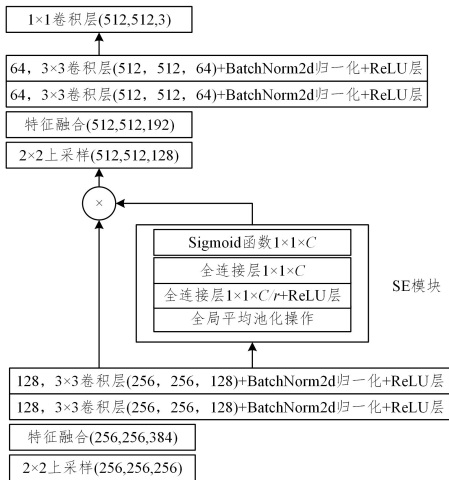 1×1卷积层(512,512,3)
64，3×3卷积层(512，512，64)+BatchNorm2d归一化+ReLU层
64，3×3卷积层(512，512，64)+BatchNorm2d归一化+ReLU层
特征融合(512,512,192)
2×2上采样(512,512,128)
×
Sigmoid函数1×1×C
全连接层1×1×C
全连接层1×1×C/r+ReLU层
全局平均池化操作
SE模块
128，3×3卷积层(256，256，128)+BatchNorm2d归一化+ReLU层
128，3×3卷积层(256，256，128)+BatchNorm2d归一化+ReLU层
特征融合(256,256,384)
2×2上采样(256,256,256)